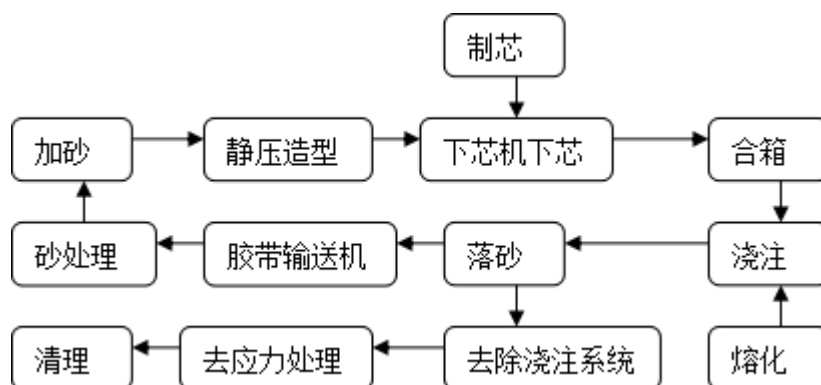 制芯
加砂
静压造型
下芯机下芯
合箱
砂处理
胶带输送机
落砂
浇注
清理
去应力处理
去除浇注系统
熔化